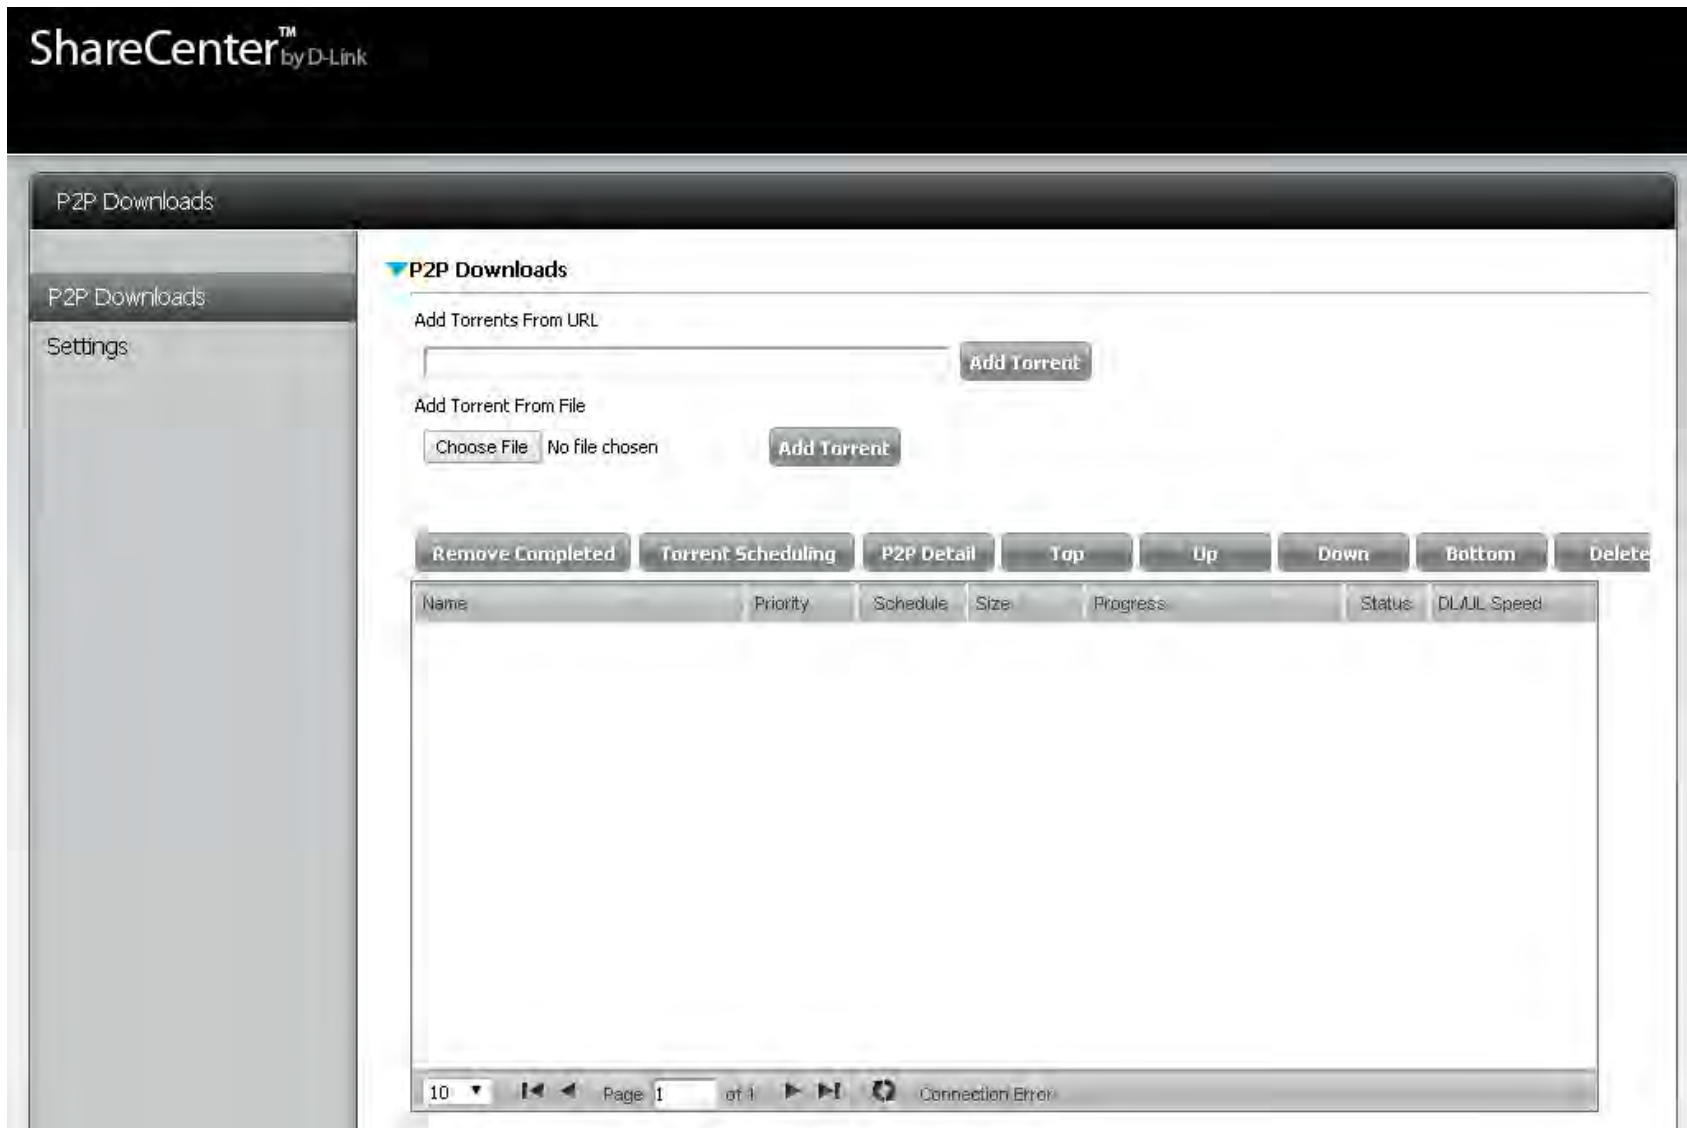 ShareCenter™ by D-Link
P2P Downloads
P2P Downloads
Settings
P2P Downloads
Add Torrents From URL
Add Torrent
Add Torrent From File
Choose File No file chosen Add Torrent
Remove Completed Torrent Scheduling P2P Detail Top Up Down Bottom Delete
Name Priority Schedule Size Progress Status DL/UL Speed
10 Page 1 of 1 Connection Error